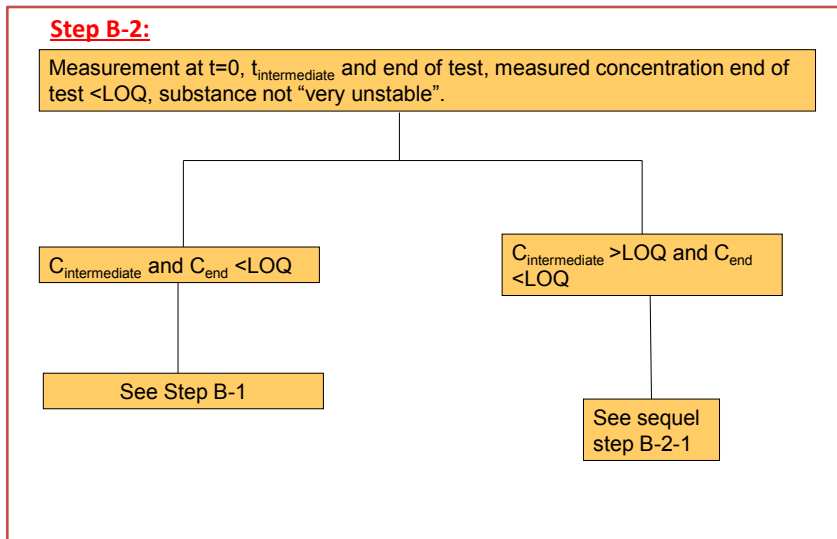 Step B-2:
Measurement at t=0, tintermediate and end of test, measured concentration end of
test <LOQ, substance not “very unstable”.
Cintermediate and Cend <LOQ
Cintermediate >LOQ and Cend
<LOQ
See Step B-1
See sequel
step B-2-1